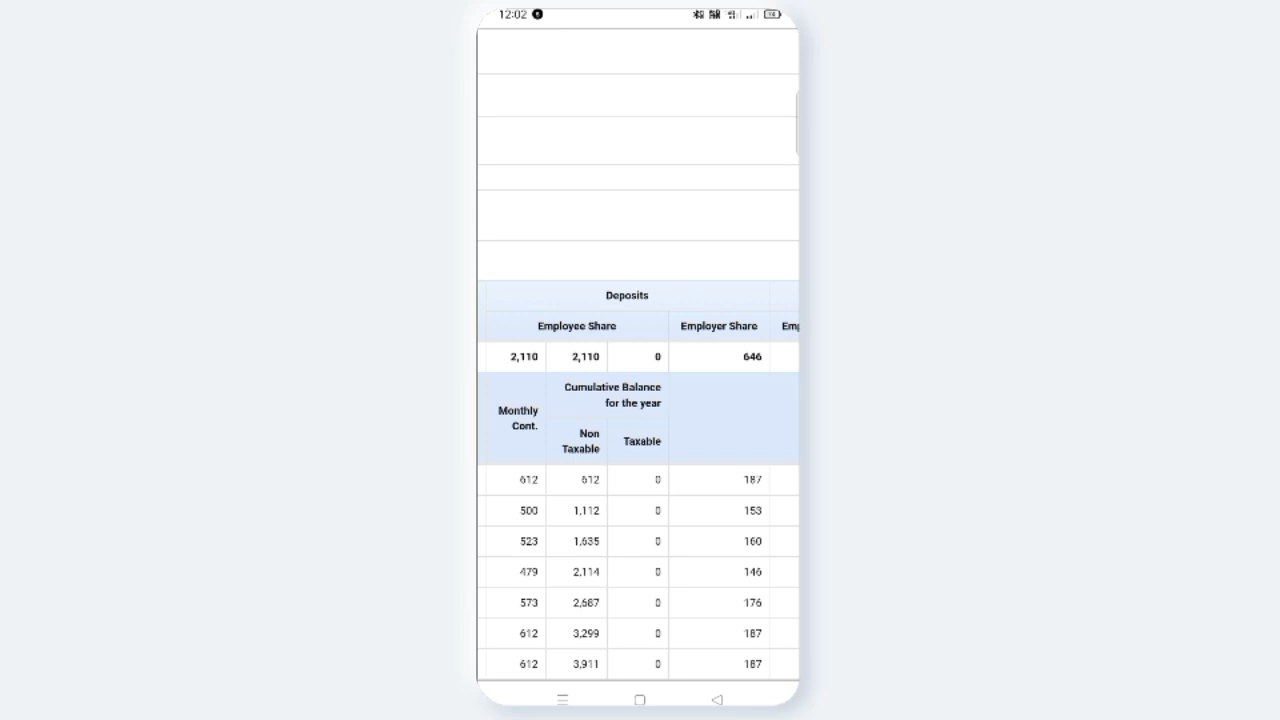 12:02
Deposits
Employee Share Employer Share
2,110 2,110 0 646
Cumulative Balance
for the year
Monthly
Cont.
Non
Taxable
Taxable
612 612 0 187
500 1,112 0 153
523 1,635 0 160
479 2,114 0 146
573 2,687 0 176
612 3,299 0 187
612 3,911 0 187